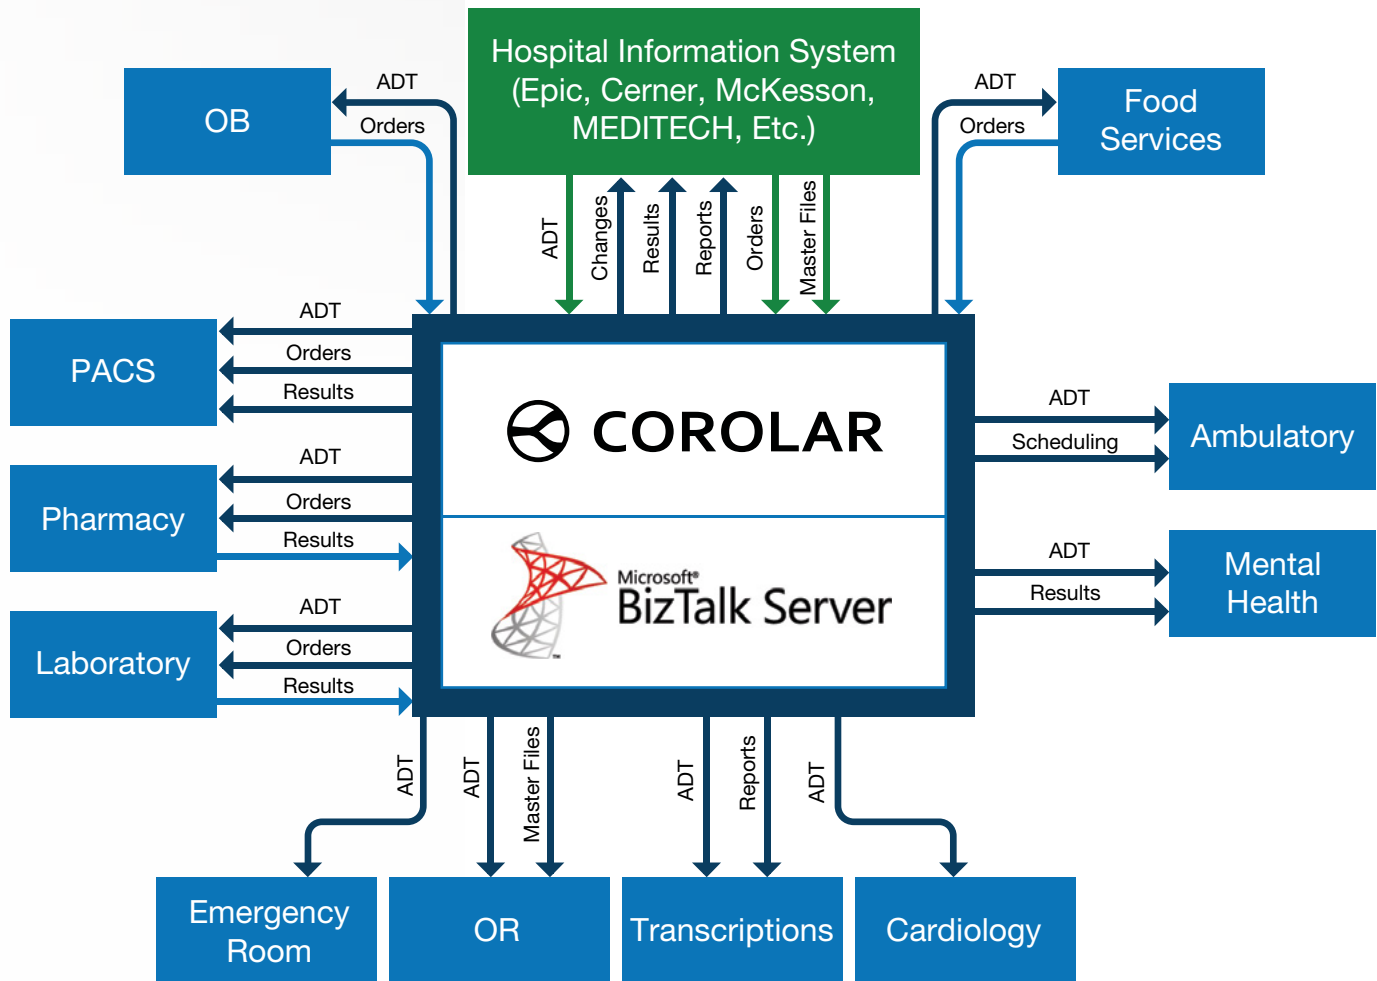 Hospital Information System
(Epic, Cerner, McKesson,
MEDITECH, Etc.)
OB
ADT
Orders
ADT
Orders
Food
Services
ADT
Changes
Results
Reports
Orders
Master Files
PACS
ADT
Orders
Results
Pharmacy
ADT
Orders
Results
Laboratory
ADT
Orders
Results
COROLAR
Microsoft®
BizTalk Server
™
ADT
Scheduling
Ambulatory
ADT
Results
Mental
Health
ADT
ADT
Master Files
ADT
Reports
ADT
Emergency
Room
OR
Transcriptions
Cardiology